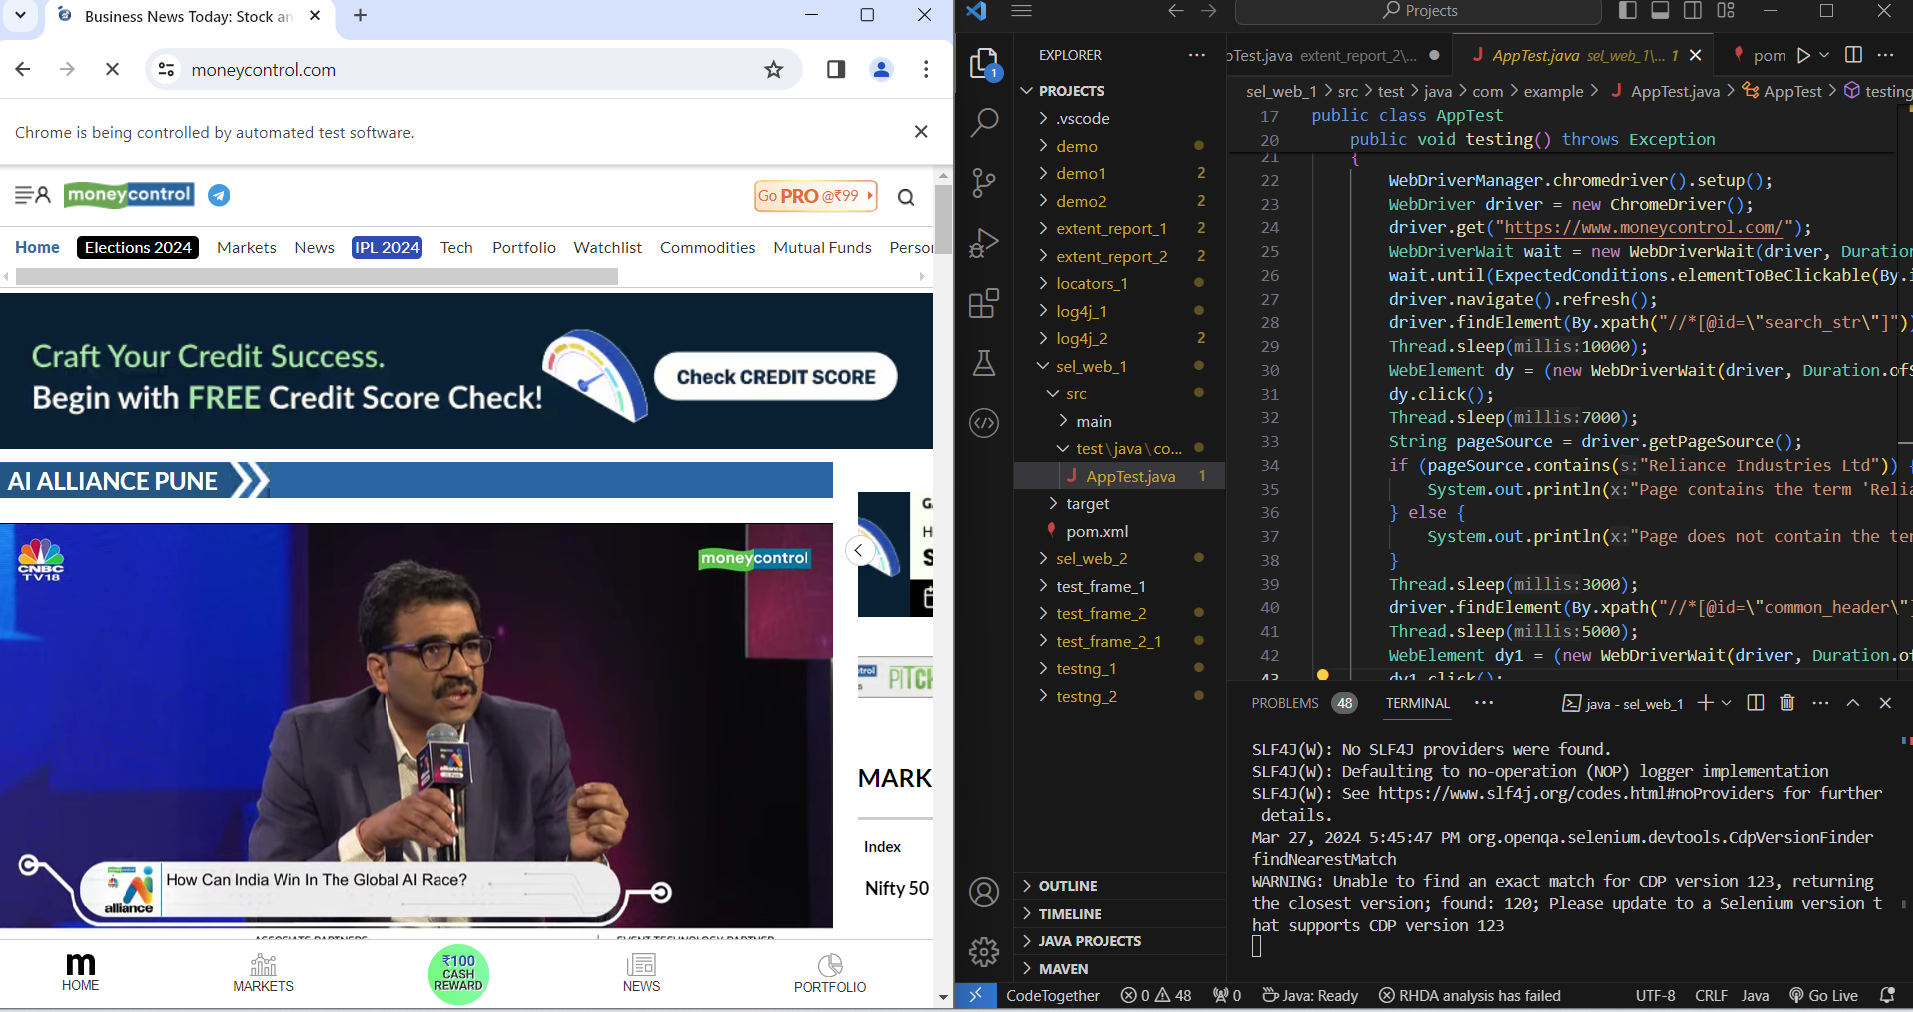 Business News Today: Stock an
moneycontrol.com
Chrome is being controlled by automated test software.
moneycontrol
Go PRO @₹99
Home Elections 2024 Markets News IPL 2024 Tech Portfolio Watchlist Commodities Mutual Funds Person
Craft Your Credit Success.
Begin with FREE Credit Score Check!
Check CREDIT SCORE
AI ALLIANCE PUNE
CNBC
TV18
moneycontrol
PITCH
MARK
Index
Nifty 50
How Can India Win In The Global AI Race?
alliance
ASSOCIATE PARTNERS
EVENT TECHNOLOGY PARTNER
m
HOME
MARKETS
₹100
CASH
REWARD
NEWS
PORTFOLIO
Projects
EXPLORER
1
PROJECTS
.vscode
demo
demo1 2
demo2 2
extent_report_1 2
extent_report_2 2
locators_1
log4j_1
log4j_2 2
sel_web_1
src
main
test\java\co...
AppTest.java 1
target
pom.xml
sel_web_2
test_frame_1
test_frame_2
test_frame_2_1
testng_1
testng_2
OUTLINE
TIMELINE
JAVA PROJECTS
MAVEN
pTest.java extent_report_2\...
AppTest.java sel_web_1\... 1
pom
sel_web_1 > src > test > java > com > example > AppTest.java > AppTest > testing
17 public class AppTest
20 public void testing() throws Exception
21 {
22 WebDriverManager.chromedriver().setup();
23 WebDriver driver = new ChromeDriver();
24 driver.get("https://www.moneycontrol.com/");
25 WebDriverWait wait = new WebDriverWait(driver, Duration
26 wait.until(ExpectedConditions.elementToBeClickable(By.i
27 driver.navigate().refresh();
28 driver.findElement(By.xpath("//*[@id=\"search_str\"]"))
29 Thread.sleep(millis:10000);
30 WebElement dy = (new WebDriverWait(driver, Duration.ofS
31 dy.click();
32 Thread.sleep(millis:7000);
33 String pageSource = driver.getPageSource();
34 if (pageSource.contains(s:"Reliance Industries Ltd")) {
35 System.out.println(x:"Page contains the term 'Relia
36 } else {
37 System.out.println(x:"Page does not contain the ter
38 }
39 Thread.sleep(millis:3000);
40 driver.findElement(By.xpath("//*[@id=\"common_header\"]
41 Thread.sleep(millis:5000);
42 WebElement dy1 = (new WebDriverWait(driver, Duration.of
43 dy1.click();
PROBLEMS 48 TERMINAL
java - sel_web_1
SLF4J(W): No SLF4J providers were found.
SLF4J(W): Defaulting to no-operation (NOP) logger implementation
SLF4J(W): See https://www.slf4j.org/codes.html#noProviders for further
details.
Mar 27, 2024 5:45:47 PM org.openqa.selenium.devtools.CdpVersionFinder
findNearestMatch
WARNING: Unable to find an exact match for CDP version 123, returning
the closest version; found: 120; Please update to a Selenium version t
hat supports CDP version 123
CodeTogether 0 48 0 Java: Ready RHDA analysis has failed UTF-8 CRLF Java Go Live